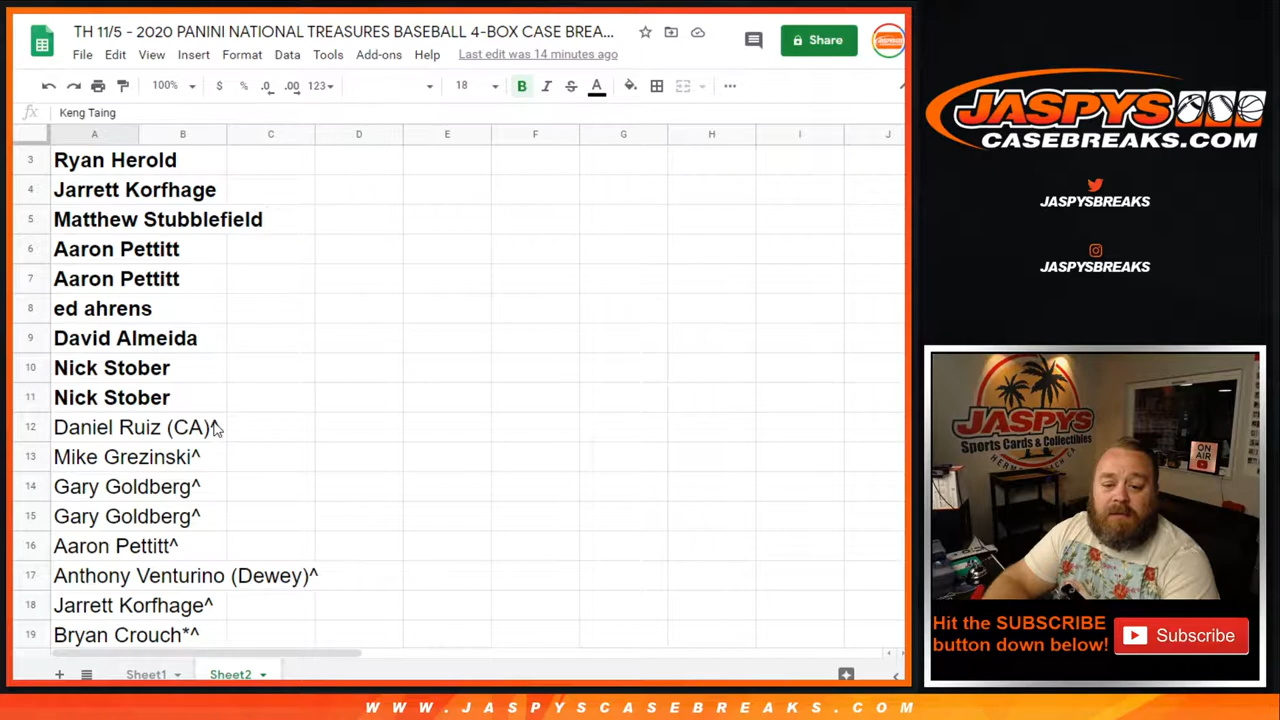 TH 11/5 - 2020 PANINI NATIONAL TREASURES BASEBALL 4-BOX CASE BREA...
File Edit View Insert Format Data Tools Add-ons Help Last edit was 14 minutes ago
Share
100% $ % .0 .00 123 18 B I S A
fx Keng Taing
A B C D E F G H I J
3 Ryan Herold
4 Jarrett Korfhage
5 Matthew Stubblefield
6 Aaron Pettitt
7 Aaron Pettitt
8 ed ahrens
9 David Almeida
10 Nick Stober
11 Nick Stober
12 Daniel Ruiz (CA)^
13 Mike Grezinski^
14 Gary Goldberg^
15 Gary Goldberg^
16 Aaron Pettitt^
17 Anthony Venturino (Dewey)^
18 Jarrett Korfhage^
19 Bryan Crouch*^
Sheet1 Sheet2
JASPYS
CASEBREAKS.COM
JASPYSBREAKS
JASPYSBREAKS
JASPYS
Sports Cards & Collectibles
ON AIR
Hit the SUBSCRIBE
button down below!
Subscribe
WWW.JASPYSCASEBREAKS.COM